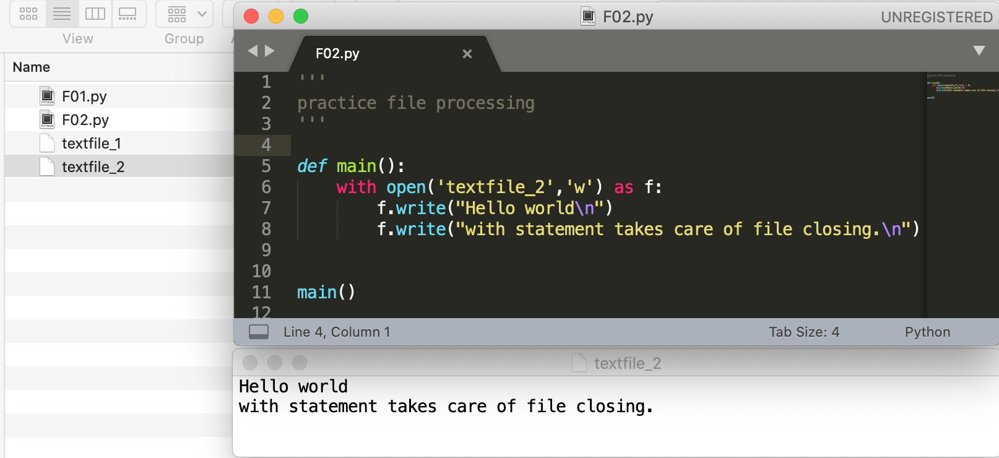 View
Group
Name
F01.py
F02.py
textfile_1
textfile_2
F02.py
UNREGISTERED
F02.py
1 '''
2 practice file processing
3 '''
4
5 def main():
6     with open('textfile_2','w') as f:
7         f.write("Hello world\n")
8         f.write("with statement takes care of file closing.\n")
9
10
11 main()
12
Line 4, Column 1
Tab Size: 4
Python
textfile_2
Hello world
with statement takes care of file closing.